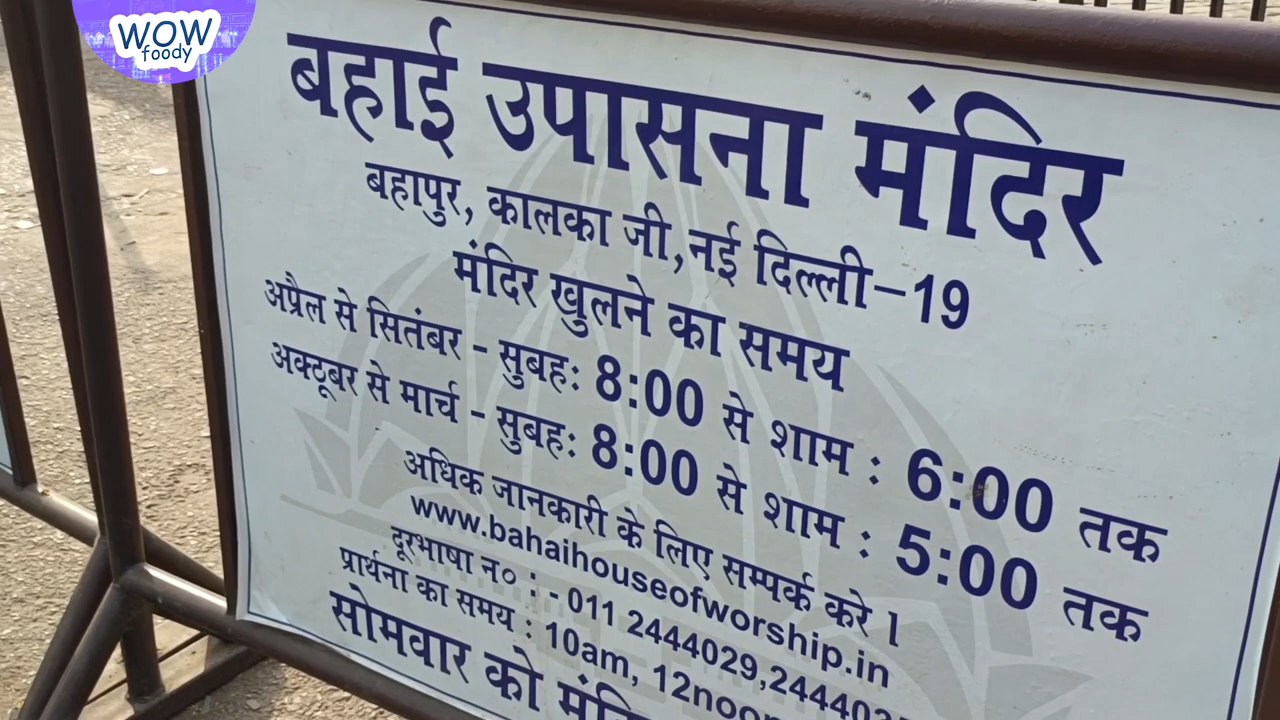 WOW
foody
बहाई उपासना मंदिर
बहापुर, कालका जी,नई दिल्ली–19
मंदिर खुलने का समय
अप्रैल से सितंबर - सुबहः 8:00 से शाम : 6:00 तक
अक्टूबर से मार्च - सुबहः 8:00 से शाम : 5:00 तक
अधिक जानकारी के लिए सम्पर्क करे ।
www.bahaihouseofworship.in
दूरभाषा न० : - 011 2444029,24440
प्रार्थना का समय : 10am, 12noon
सोमवार को